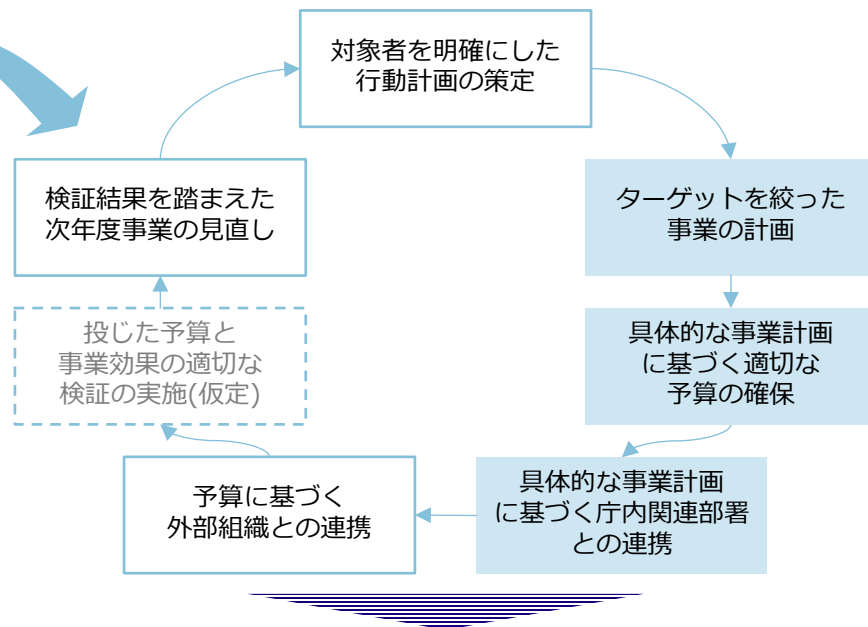 対象者を明確にした
行動計画の策定
ターゲットを絞った
事業の計画
具体的な事業計画
に基づく適切な
予算の確保
具体的な事業計画
に基づく庁内関連部署
との連携
予算に基づく
外部組織との連携
投じた予算と
事業効果の適切な
検証の実施(仮定)
検証結果を踏まえた
次年度事業の見直し